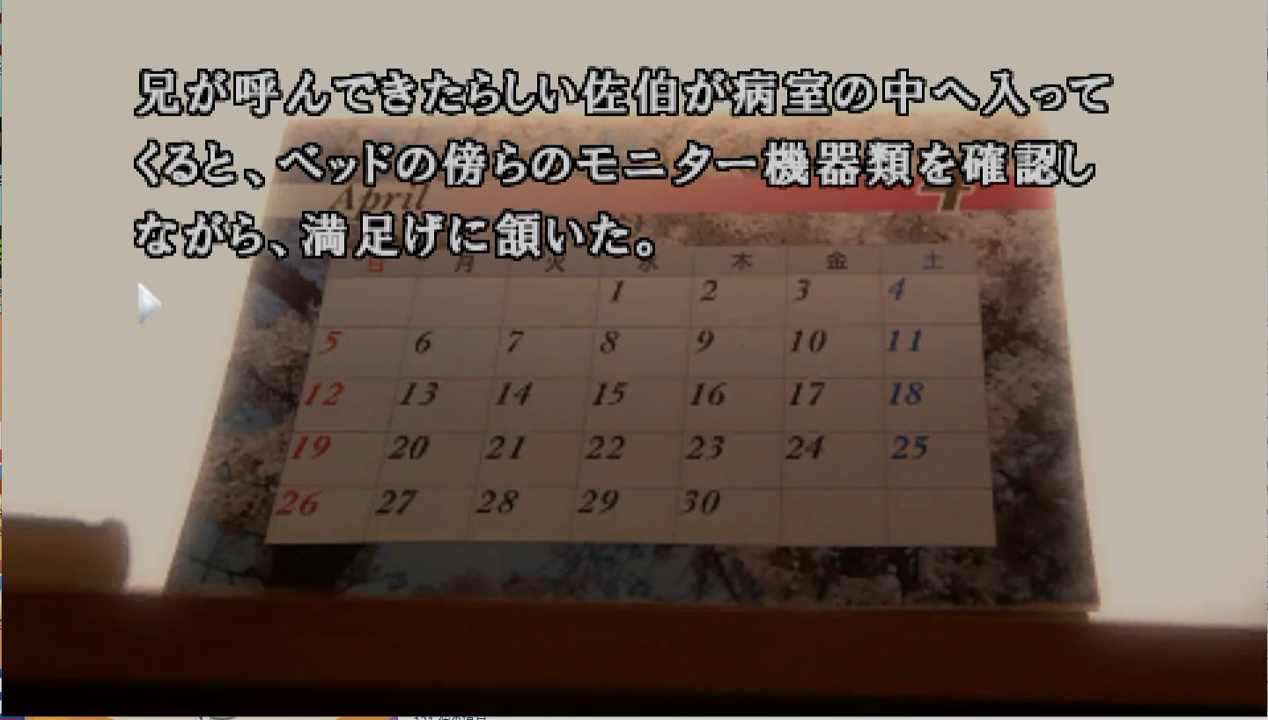 兄が呼んできたらしい佐伯が病室の中へ入って
くると、ベッドの傍らのモニター機器類を確認し
ながら、満足げに頷いた。
April 4
日 月 火 水 木 金 土
1 2 3 4
5 6 7 8 9 10 11
12 13 14 15 16 17 18
19 20 21 22 23 24 25
26 27 28 29 30